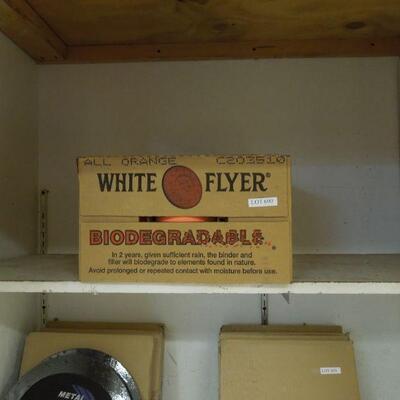 ALL ORANGE C203510
WHITE FLYER®
LOT 690
BIODEGRADABLE
In 2 years, given sufficient rain, the binder and
filler will biodegrade to elements found in nature.
Avoid prolonged or repeated contact with moisture before use.
METAL
LOT